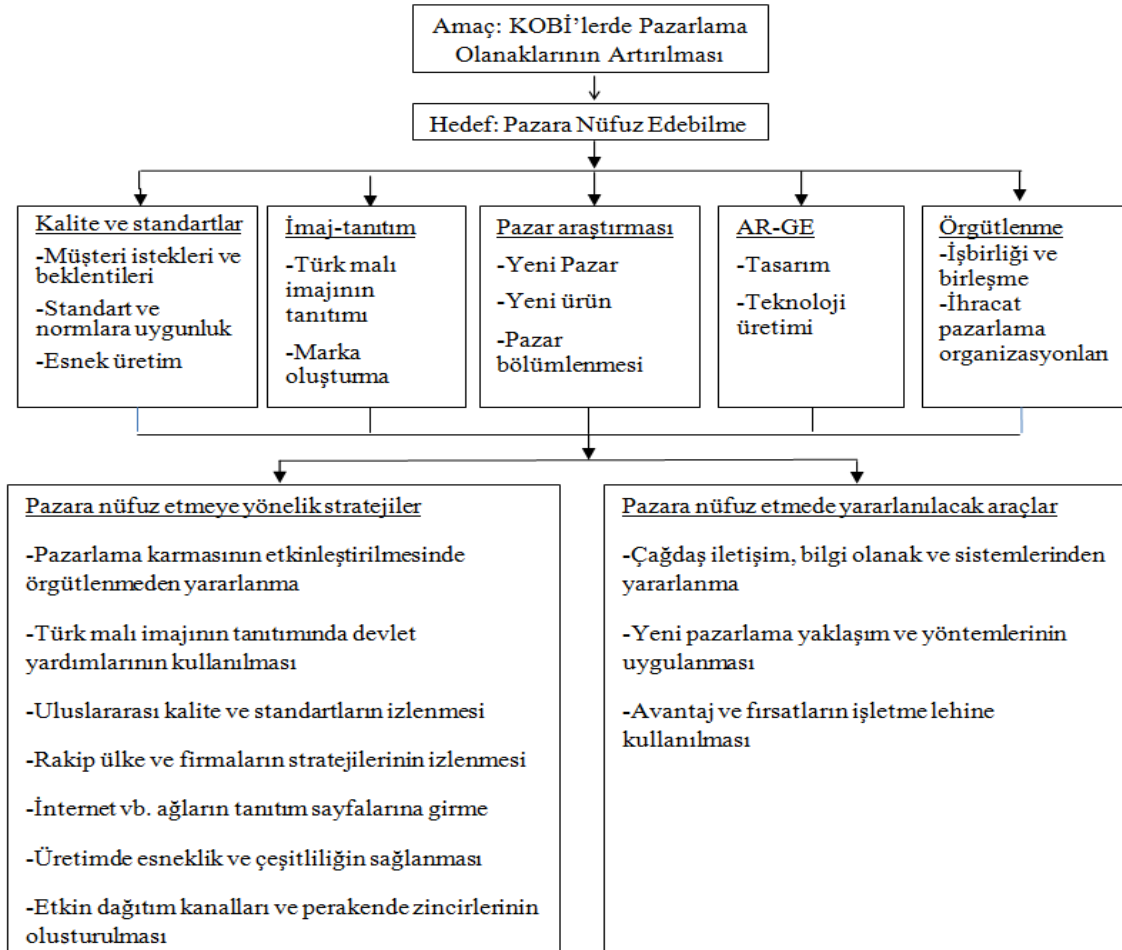 Amaç: KOBİ’lerde Pazarlama
Olanaklarının Artırılması
Hedef: Pazara Nüfuz Edebilme
Kalite ve standartlar
-Müşteri istekleri ve
beklentileri
-Standart ve
normlara uygunluk
-Esnek üretim
İmaj-tanıtım
-Türk malı
imajının
tanıtımı
-Marka
oluşturma
Pazar araştırması
-Yeni Pazar
-Yeni ürün
-Pazar
bölümlenmesi
AR-GE
-Tasarım
-Teknoloji
üretimi
Örgütlenme
-İşbirliği ve
birleşme
-İhracat
pazarlama
organizasyonları
Pazara nüfuz etmeye yönelik stratejiler
-Pazarlama karmasının etkinleştirilmesinde
örgütlenmeden yararlanma
-Türk malı imajının tanıtımında devlet
yardımlarının kullanılması
-Uluslararası kalite ve standartların izlenmesi
-Rakip ülke ve firmaların stratejilerinin izlenmesi
-İnternet vb. ağların tanıtım sayfalarına girme
-Üretimde esneklik ve çeşitliliğin sağlanması
-Etkin dağıtım kanalları ve perakende zincirlerinin
olusturulması
Pazara nüfuz etmede yararlanılacak araçlar
-Çağdaş iletişim, bilgi olanak ve sistemlerinden
yararlanma
-Yeni pazarlama yaklaşım ve yöntemlerinin
uygulanması
-Avantaj ve fırsatların işletme lehine
kullanılması